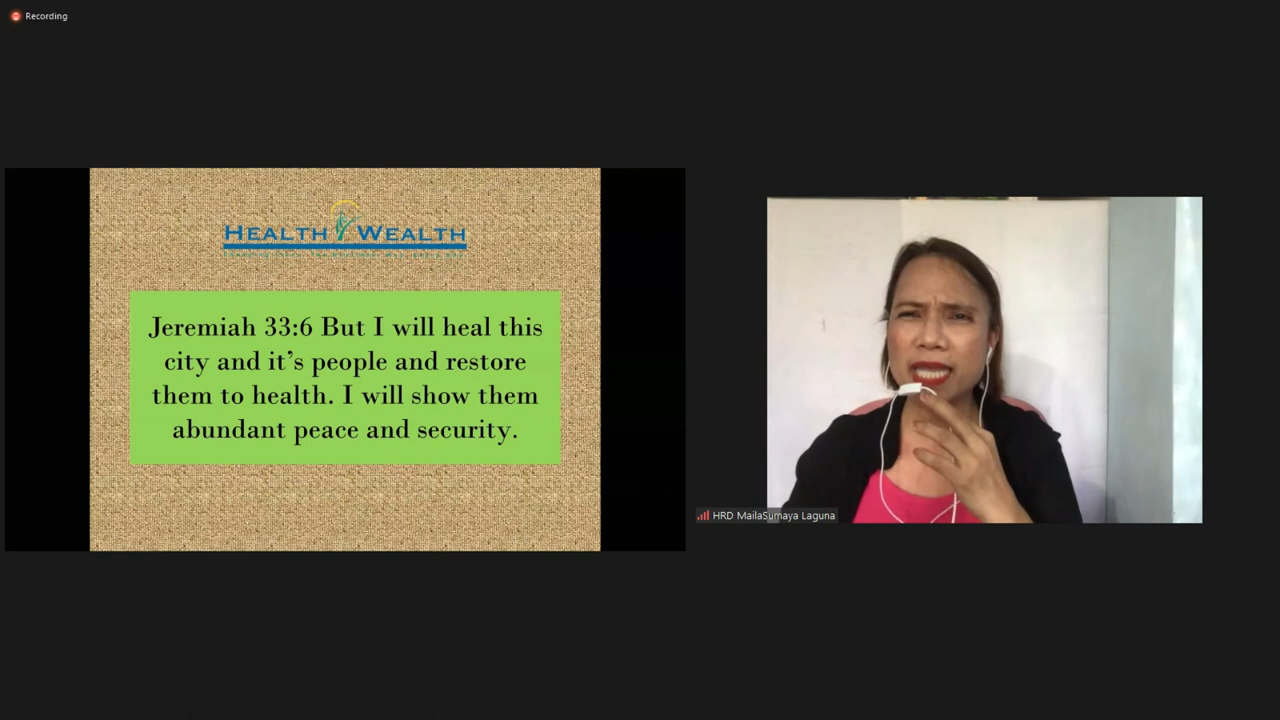 Recording
HEALTH WEALTH
Jeremiah 33:6 But I will heal this
city and it’s people and restore
them to health. I will show them
abundant peace and security.
HRD MailaSumaya Laguna